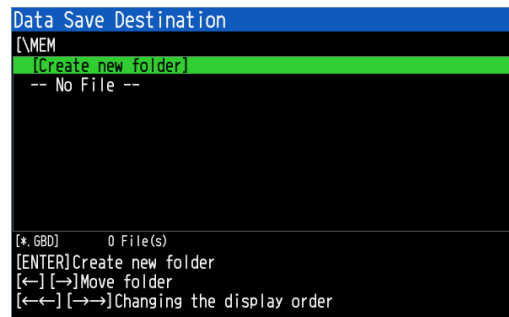 Data Save Destination
[\MEM
[Create new folder]
-- No File --
[*.GBD] 0 File(s)
[ENTER]Create new folder
[←][→]Move folder
[←←][→→]Changing the display order